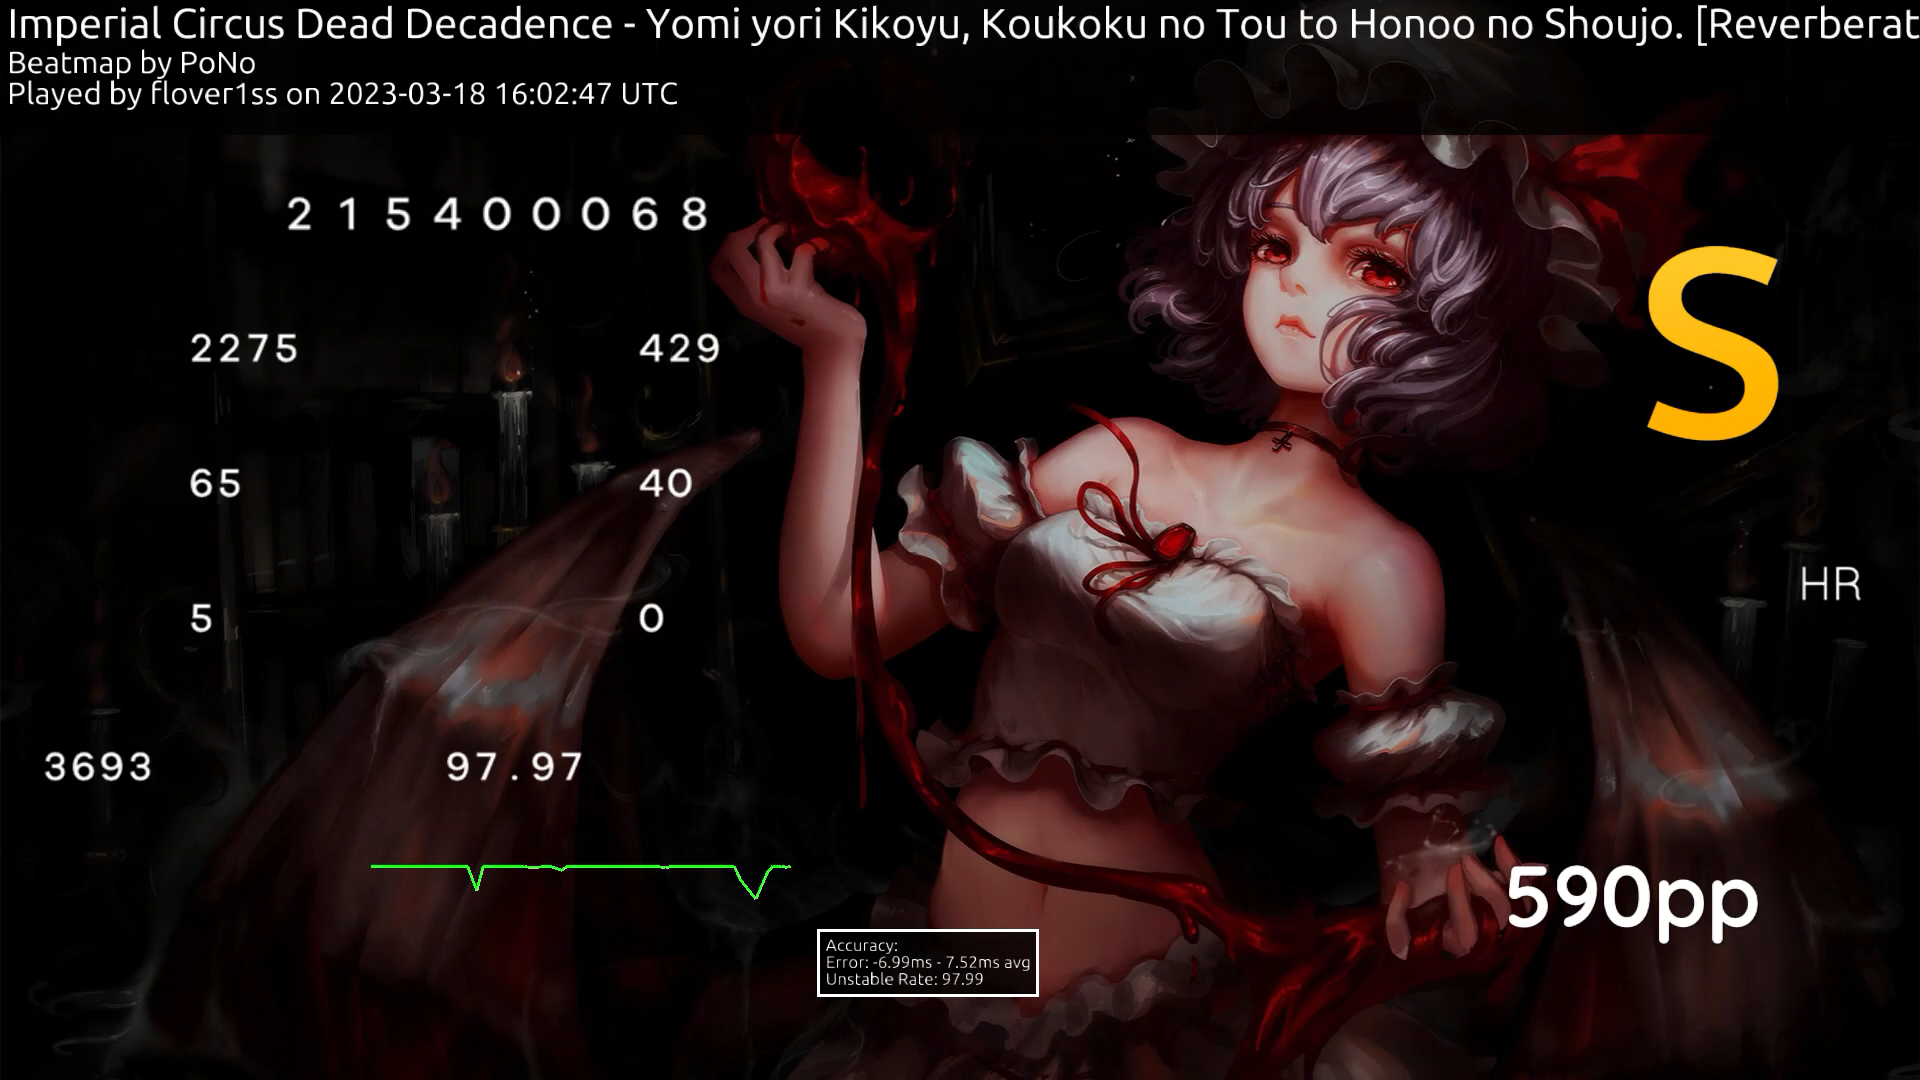 Imperial Circus Dead Decadence - Yomi yori Kikoyu, Koukoku no Tou to Honoo no Shoujo. [Reverberat
Beatmap by PoNo
Played by flover1ss on 2023-03-18 16:02:47 UTC
215400068
S
2275 429
65 40
HR
5 0
3693 97.97
590pp
Accuracy:
Error: -6.99ms - 7.52ms avg
Unstable Rate: 97.99